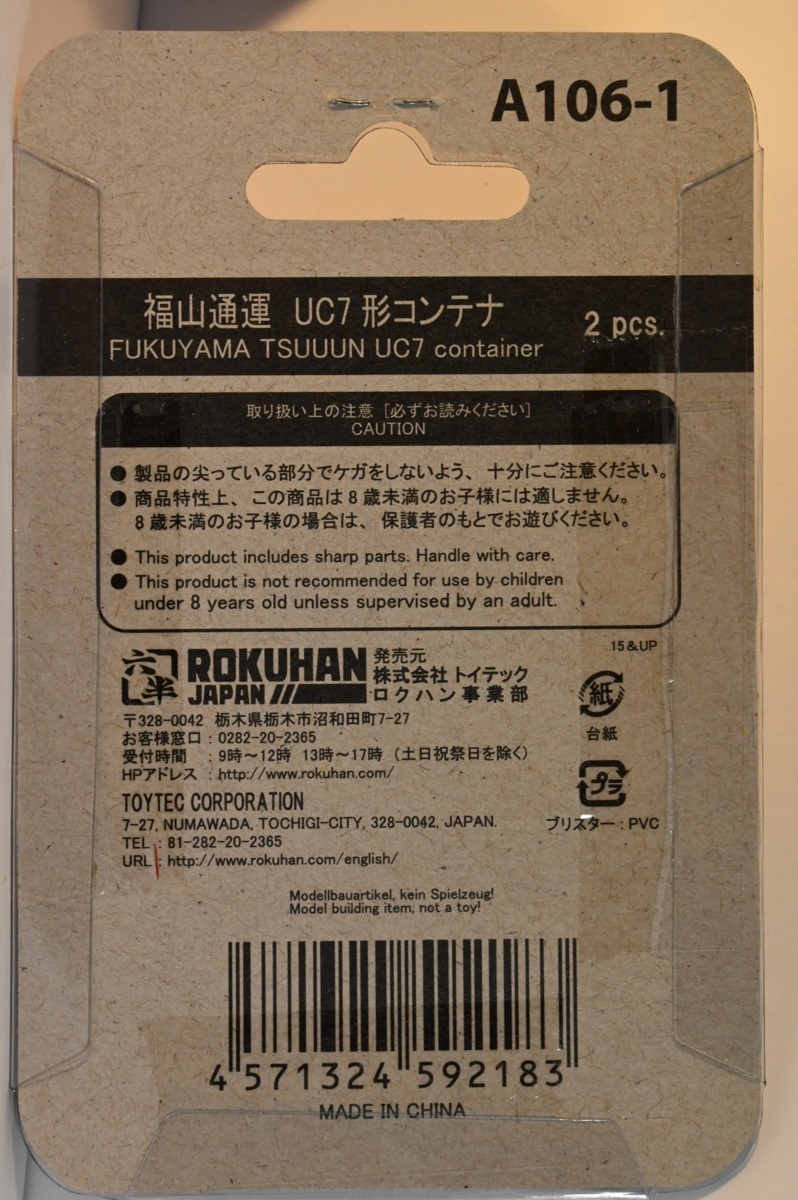 A106-1
福山通運 UC7形コンテナ
2 pcs.
FUKUYAMA TSUUUN UC7 container
取り扱い上の注意 [必ずお読みください]
CAUTION
● 製品の尖っている部分でケガをしないよう、十分にご注意ください。
● 商品特性上、この商品は8歳未満のお子様には適しません。
8歳未満のお子様の場合は、保護者のもとでお遊びください。
● This product includes sharp parts. Handle with care.
● This product is not recommended for use by children
under 8 years old unless supervised by an adult.
15&UP
六半 ROKUHAN
JAPAN
発売元
株式会社 トイテック
ロクハン事業部
紙
台紙
〒328-0042 栃木県栃木市沼和田町7-27
お客様窓口 : 0282-20-2365
受付時間 : 9時～12時 13時～17時 (土日祝祭日を除く)
HPアドレス : http://www.rokuhan.com/
プラ
ブリスター : PVC
TOYTEC CORPORATION
7-27, NUMAWADA, TOCHIGI-CITY, 328-0042, JAPAN.
TEL : 81-282-20-2365
URL : http://www.rokuhan.com/english/
Modellbauartikel, kein Spielzeug!
Model building item, not a toy!
4 571324 592183
MADE IN CHINA